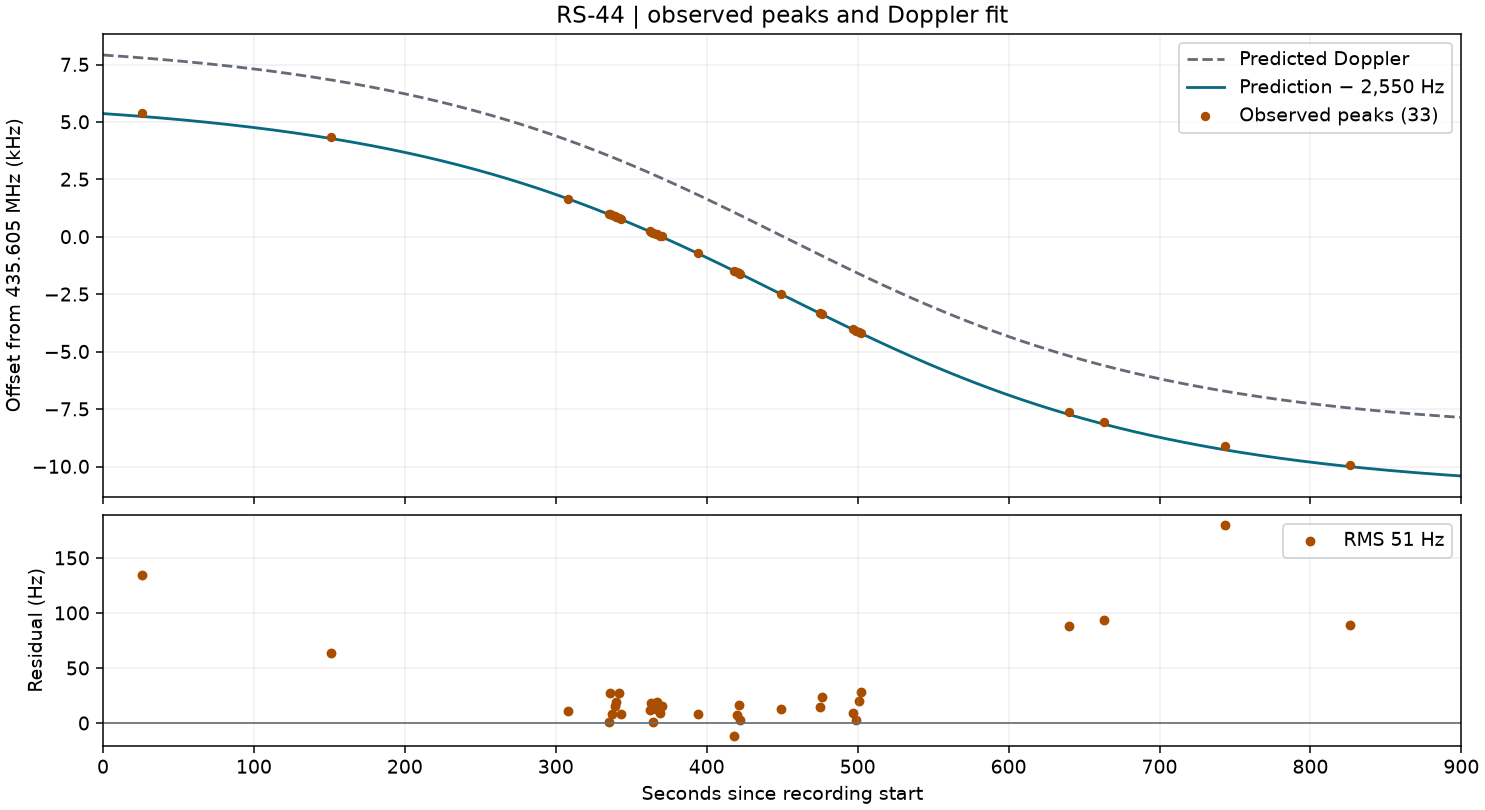 RS-44 | observed peaks and Doppler fit
Predicted Doppler
Prediction − 2,550 Hz
Observed peaks (33)
Offset from 435.605 MHz (kHz)
7.5
5.0
2.5
0.0
−2.5
−5.0
−7.5
−10.0
RMS 51 Hz
Residual (Hz)
150
100
50
0
0 100 200 300 400 500 600 700 800 900
Seconds since recording start